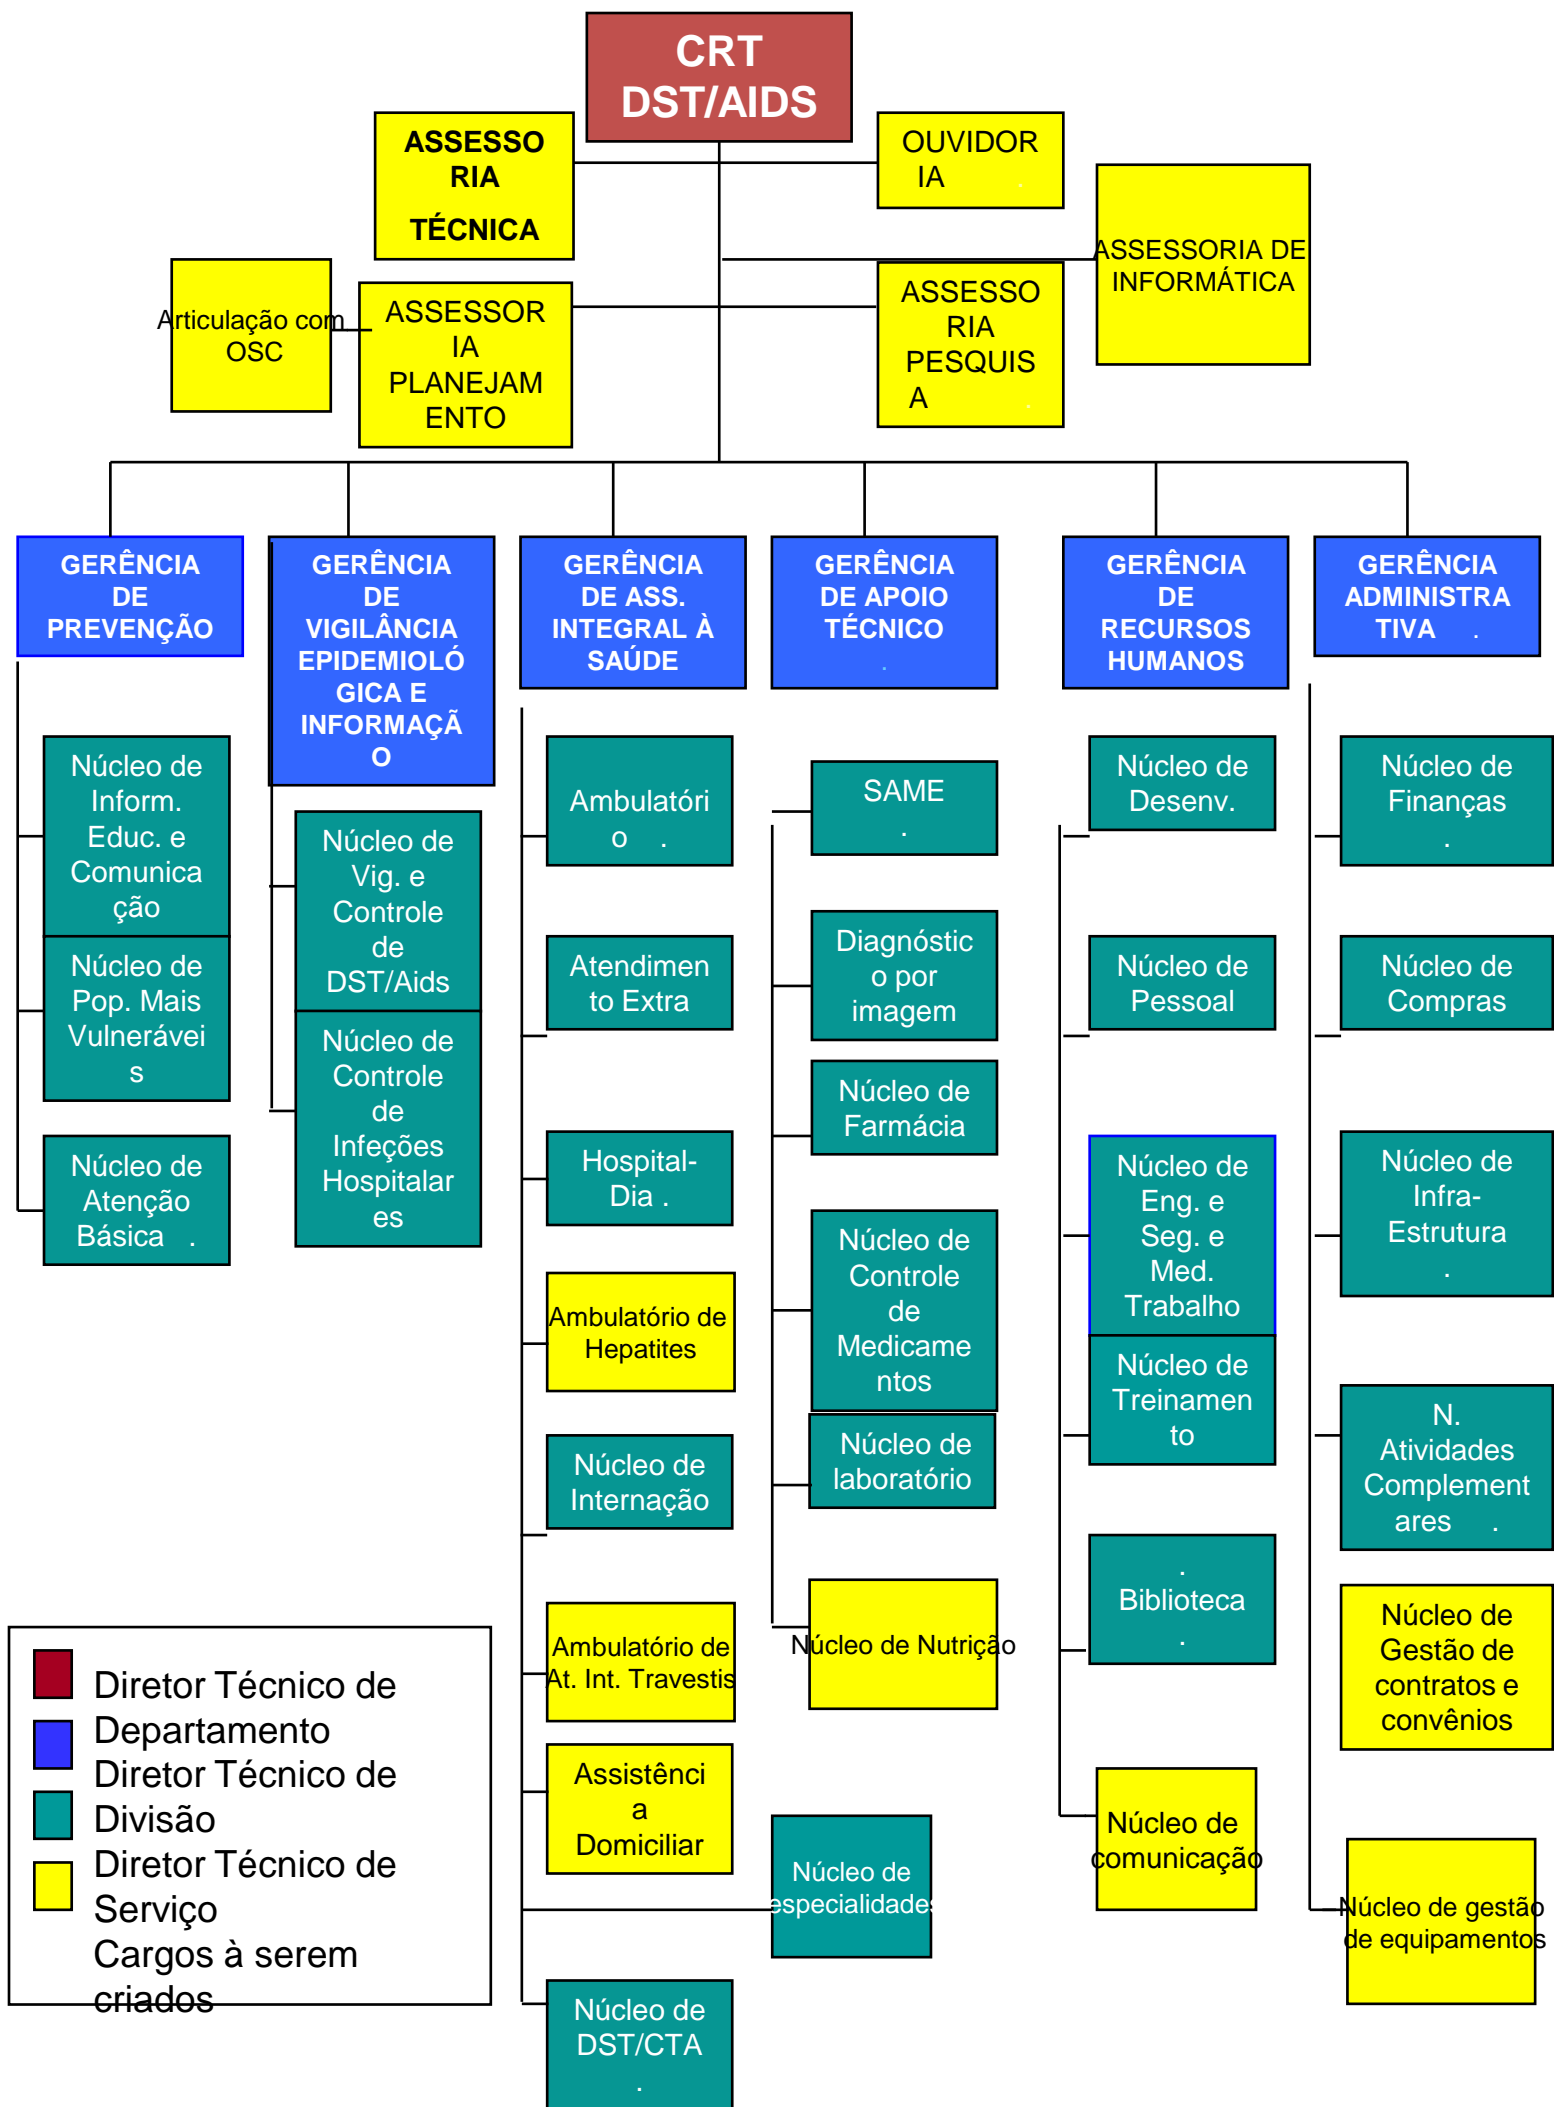 CRT
DST/AIDS
ASSESSO
RIA
TÉCNICA
OUVIDOR
IA .
ASSESSORIA DE
INFORMÁTICA
Articulação com
OSC
ASSESSOR
IA
PLANEJAM
ENTO
ASSESSO
RIA
PESQUIS
A .
GERÊNCIA
DE
PREVENÇÃO
GERÊNCIA
DE
VIGILÂNCIA
EPIDEMIOLÓ
GICA E
INFORMAÇÃ
O
GERÊNCIA
DE ASS.
INTEGRAL À
SAÚDE
GERÊNCIA
DE APOIO
TÉCNICO
.
GERÊNCIA
DE
RECURSOS
HUMANOS
GERÊNCIA
ADMINISTRA
TIVA .
Núcleo de
Inform.
Educ. e
Comunica
ção
Núcleo de
Pop. Mais
Vulnerávei
s
Núcleo de
Atenção
Básica .
Núcleo de
Vig. e
Controle
de
DST/Aids
Núcleo de
Controle
de
Infeções
Hospitalar
es
Ambulatóri
o .
Atendimen
to Extra
Hospital-
Dia .
Ambulatório de
Hepatites
Núcleo de
Internação
Ambulatório de
At. Int. Travestis
Assistênci
a
Domiciliar
Núcleo de
especialidades
Núcleo de
DST/CTA
.
SAME
.
Diagnóstic
o por
imagem
Núcleo de
Farmácia
Núcleo de
Controle
de
Medicame
ntos
Núcleo de
laboratório
Núcleo de Nutrição
Núcleo de
Desenv.
Núcleo de
Pessoal
Núcleo de
Eng. e
Seg. e
Med.
Trabalho
Núcleo de
Treinamen
to
.
Biblioteca
.
Núcleo de
comunicação
Núcleo de
Finanças
.
Núcleo de
Compras
Núcleo de
Infra-
Estrutura
.
N.
Atividades
Complement
ares .
Núcleo de
Gestão de
contratos e
convênios
Núcleo de gestão
de equipamentos
Diretor Técnico de
Departamento
Diretor Técnico de
Divisão
Diretor Técnico de
Serviço
Cargos à serem
criados